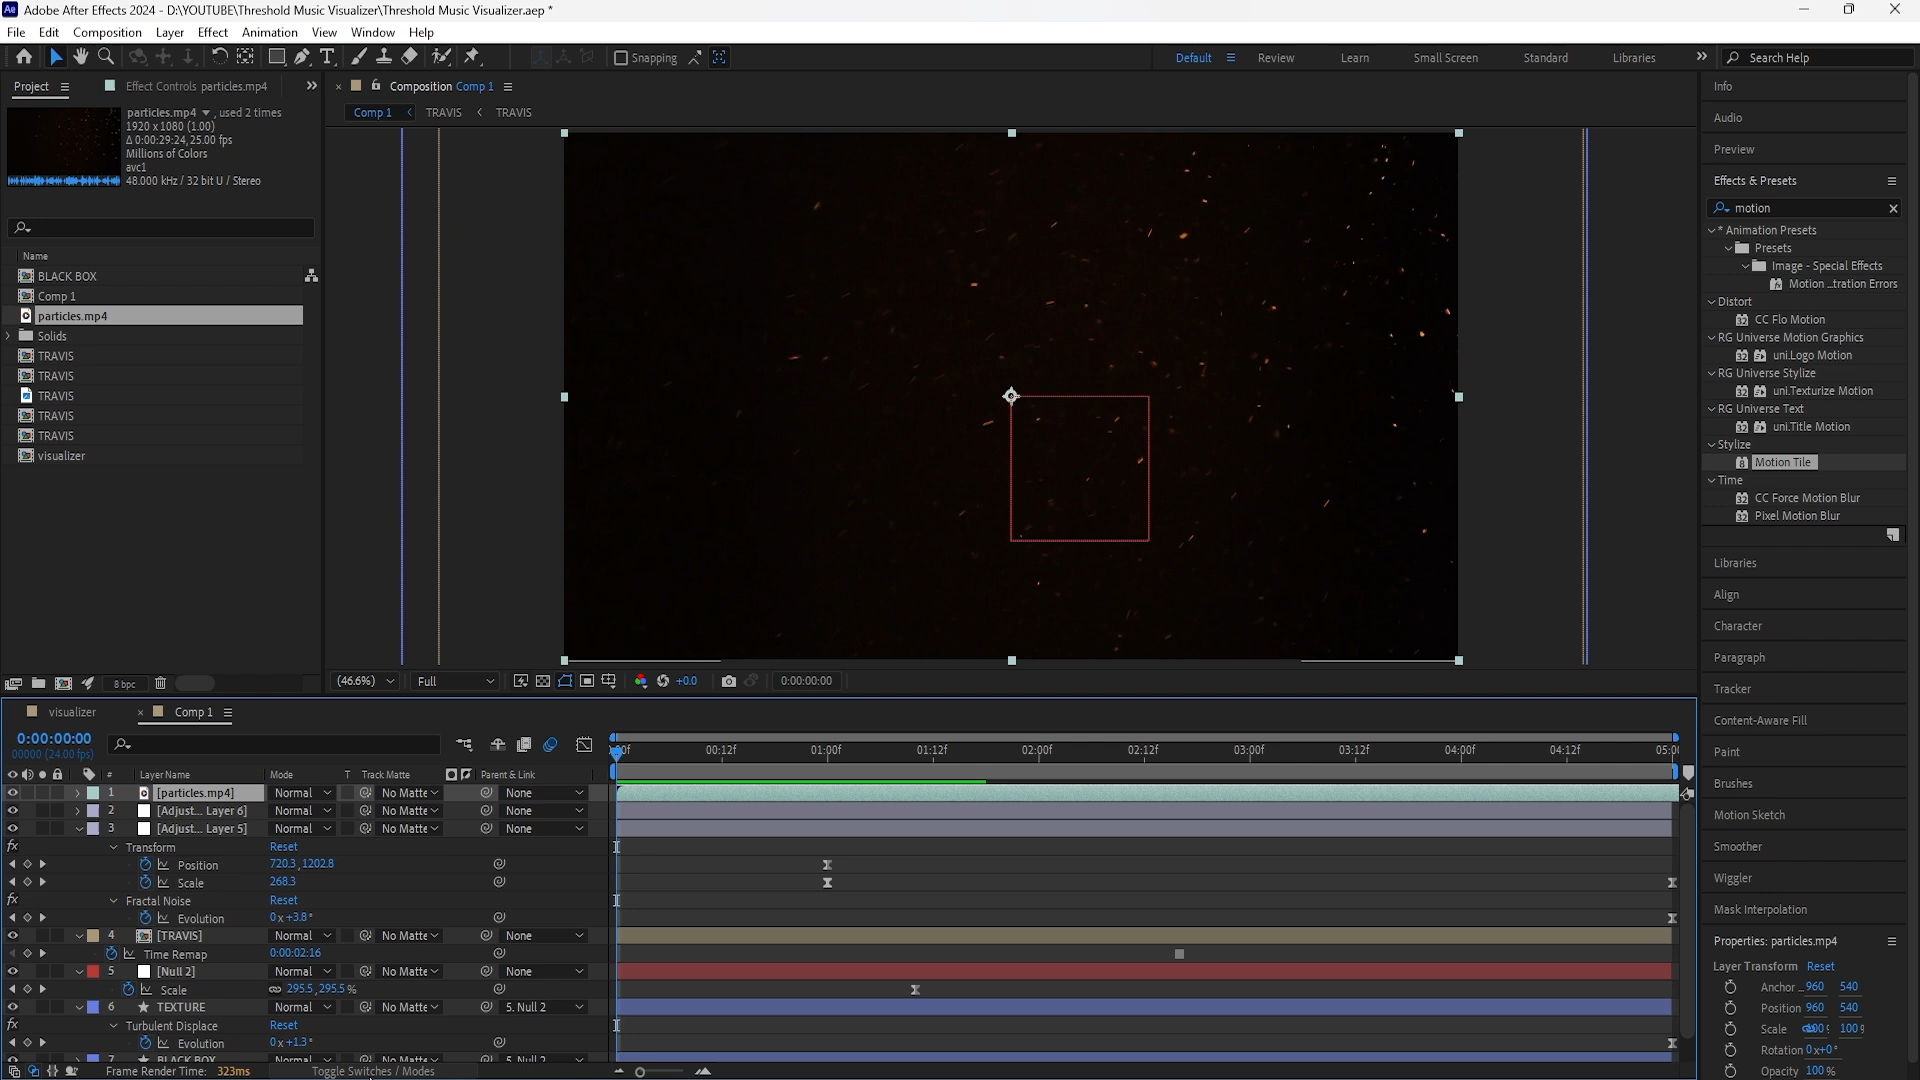 Adobe After Effects 2024 - D:\YOUTUBE\Threshold Music Visualizer\Threshold Music Visualizer.aep *
File Edit Composition Layer Effect Animation View Window Help
Snapping
Default Review Learn Small Screen Standard Libraries Search Help
Project Effect Controls particles.mp4
Composition Comp 1
Comp 1 TRAVIS TRAVIS
particles.mp4 , used 2 times
1920 x 1080 (1.00)
Δ 0:00:29:24, 25.00 fps
Millions of Colors
avc1
48.000 kHz / 32 bit U / Stereo
Name
BLACK BOX
Comp 1
particles.mp4
Solids
TRAVIS
TRAVIS
TRAVIS
TRAVIS
TRAVIS
visualizer
8 bpc
(46.6%) Full +0.0 0:00:00:00
Info
Audio
Preview
Effects & Presets
motion
* Animation Presets
Presets
Image - Special Effects
Motion ...tration Errors
Distort
CC Flo Motion
RG Universe Motion Graphics
uni.Logo Motion
RG Universe Stylize
uni.Texturize Motion
RG Universe Text
uni.Title Motion
Stylize
Motion Tile
Time
CC Force Motion Blur
Pixel Motion Blur
Libraries
Align
Character
Paragraph
Tracker
Content-Aware Fill
Paint
Brushes
Motion Sketch
Smoother
Wiggler
Mask Interpolation
Properties: particles.mp4
Layer Transform Reset
Anchor 960 540
Position 960 540
Scale 100 %
Rotation 0x+0°
Opacity 100 %
visualizer Comp 1
0:00:00:00
00000 (24.00 fps)
00:12f 01:00f 01:12f 02:00f 02:12f 03:00f 03:12f 04:00f 04:12f
# Layer Name Mode T Track Matte Parent & Link
1 [particles.mp4] Normal No Matte None
2 [Adjust... Layer 6] Normal No Matte None
3 [Adjust... Layer 5] Normal No Matte None
Transform Reset
Position 720.3, 1202.8
Scale 268.3
Fractal Noise Reset
Evolution 0x+3.8°
4 [TRAVIS] Normal No Matte None
Time Remap 0:00:02:16
5 [Null 2] Normal No Matte None
Scale 295.5, 295.5 %
6 TEXTURE Normal No Matte 5. Null 2
Turbulent Displace Reset
Evolution 0x+1.3°
7 BLACK BOX Normal No Matte 5. Null 2
Frame Render Time: 323ms Toggle Switches / Modes